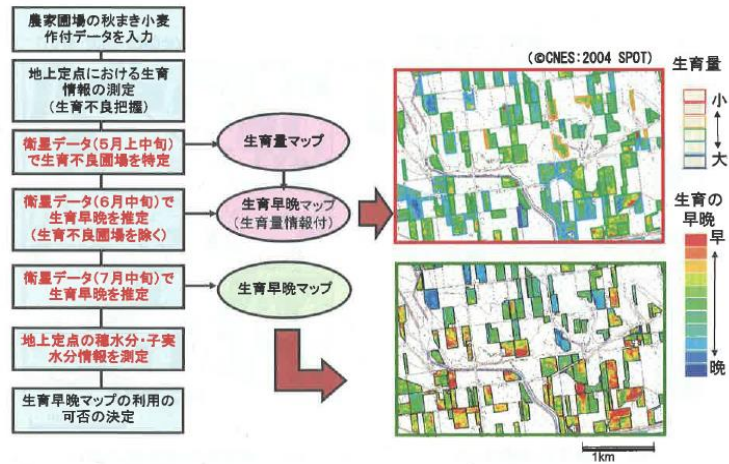 農家圃場の秋まき小麦
作付データを入力
地上定点における生育
情報の測定
(生育不良把握)
衛星データ(5月上中旬)
で生育不良圃場を特定
衛星データ(6月中旬)で
生育早晩を推定
(生育不良圃場を除く)
衛星データ(7月中旬)で
生育早晩を推定
地上定点の穂水分・子実
水分情報を測定
生育早晩マップの利用の
可否の決定
生育量マップ
生育早晩マップ
(生育量情報付)
生育早晩マップ
(©CNES:2004 SPOT)
生育量
小
大
生育の
早晩
早
晩
1km